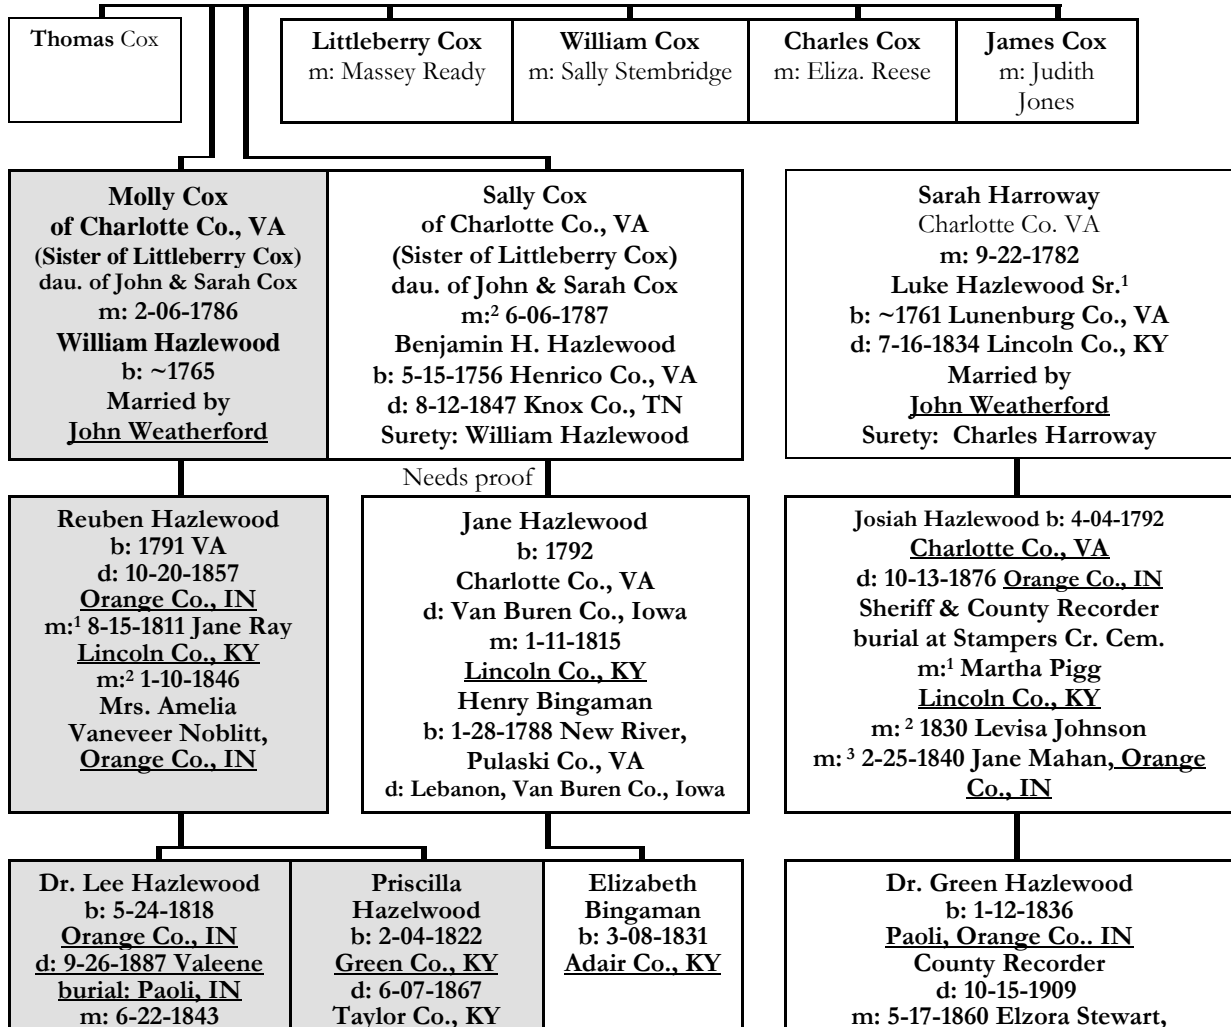 Thomas Cox
Littleberry Cox
m: Massey Ready
William Cox
m: Sally Stembridge
Charles Cox
m: Eliza. Reese
James Cox
m: Judith
Jones
Molly Cox
of Charlotte Co., VA
(Sister of Littleberry Cox)
dau. of John & Sarah Cox
m: 2-06-1786
William Hazlewood
b: ~1765
Married by
John Weatherford
Sally Cox
of Charlotte Co., VA
(Sister of Littleberry Cox)
dau. of John & Sarah Cox
m:² 6-06-1787
Benjamin H. Hazlewood
b: 5-15-1756 Henrico Co., VA
d: 8-12-1847 Knox Co., TN
Surety: William Hazlewood
Sarah Harroway
Charlotte Co. VA
m: 9-22-1782
Luke Hazlewood Sr.¹
b: ~1761 Lunenburg Co., VA
d: 7-16-1834 Lincoln Co., KY
Married by
John Weatherford
Surety: Charles Harroway
Needs proof
Reuben Hazlewood
b: 1791 VA
d: 10-20-1857
Orange Co., IN
m:¹ 8-15-1811 Jane Ray
Lincoln Co., KY
m:² 1-10-1846
Mrs. Amelia
Vaneveer Noblitt,
Orange Co., IN
Jane Hazlewood
b: 1792
Charlotte Co., VA
d: Van Buren Co., Iowa
m: 1-11-1815
Lincoln Co., KY
Henry Bingaman
b: 1-28-1788 New River,
Pulaski Co., VA
d: Lebanon, Van Buren Co., Iowa
Josiah Hazlewood b: 4-04-1792
Charlotte Co., VA
d: 10-13-1876 Orange Co., IN
Sheriff & County Recorder
burial at Stampers Cr. Cem.
m:¹ Martha Pigg
Lincoln Co., KY
m: ² 1830 Levisa Johnson
m: ³ 2-25-1840 Jane Mahan, Orange
Co., IN
Dr. Lee Hazlewood
b: 5-24-1818
Orange Co., IN
d: 9-26-1887 Valeene
burial: Paoli, IN
m: 6-22-1843
Priscilla
Hazelwood
b: 2-04-1822
Green Co., KY
d: 6-07-1867
Taylor Co., KY
Elizabeth
Bingaman
b: 3-08-1831
Adair Co., KY
Dr. Green Hazlewood
b: 1-12-1836
Paoli, Orange Co.. IN
County Recorder
d: 10-15-1909
m: 5-17-1860 Elzora Stewart,